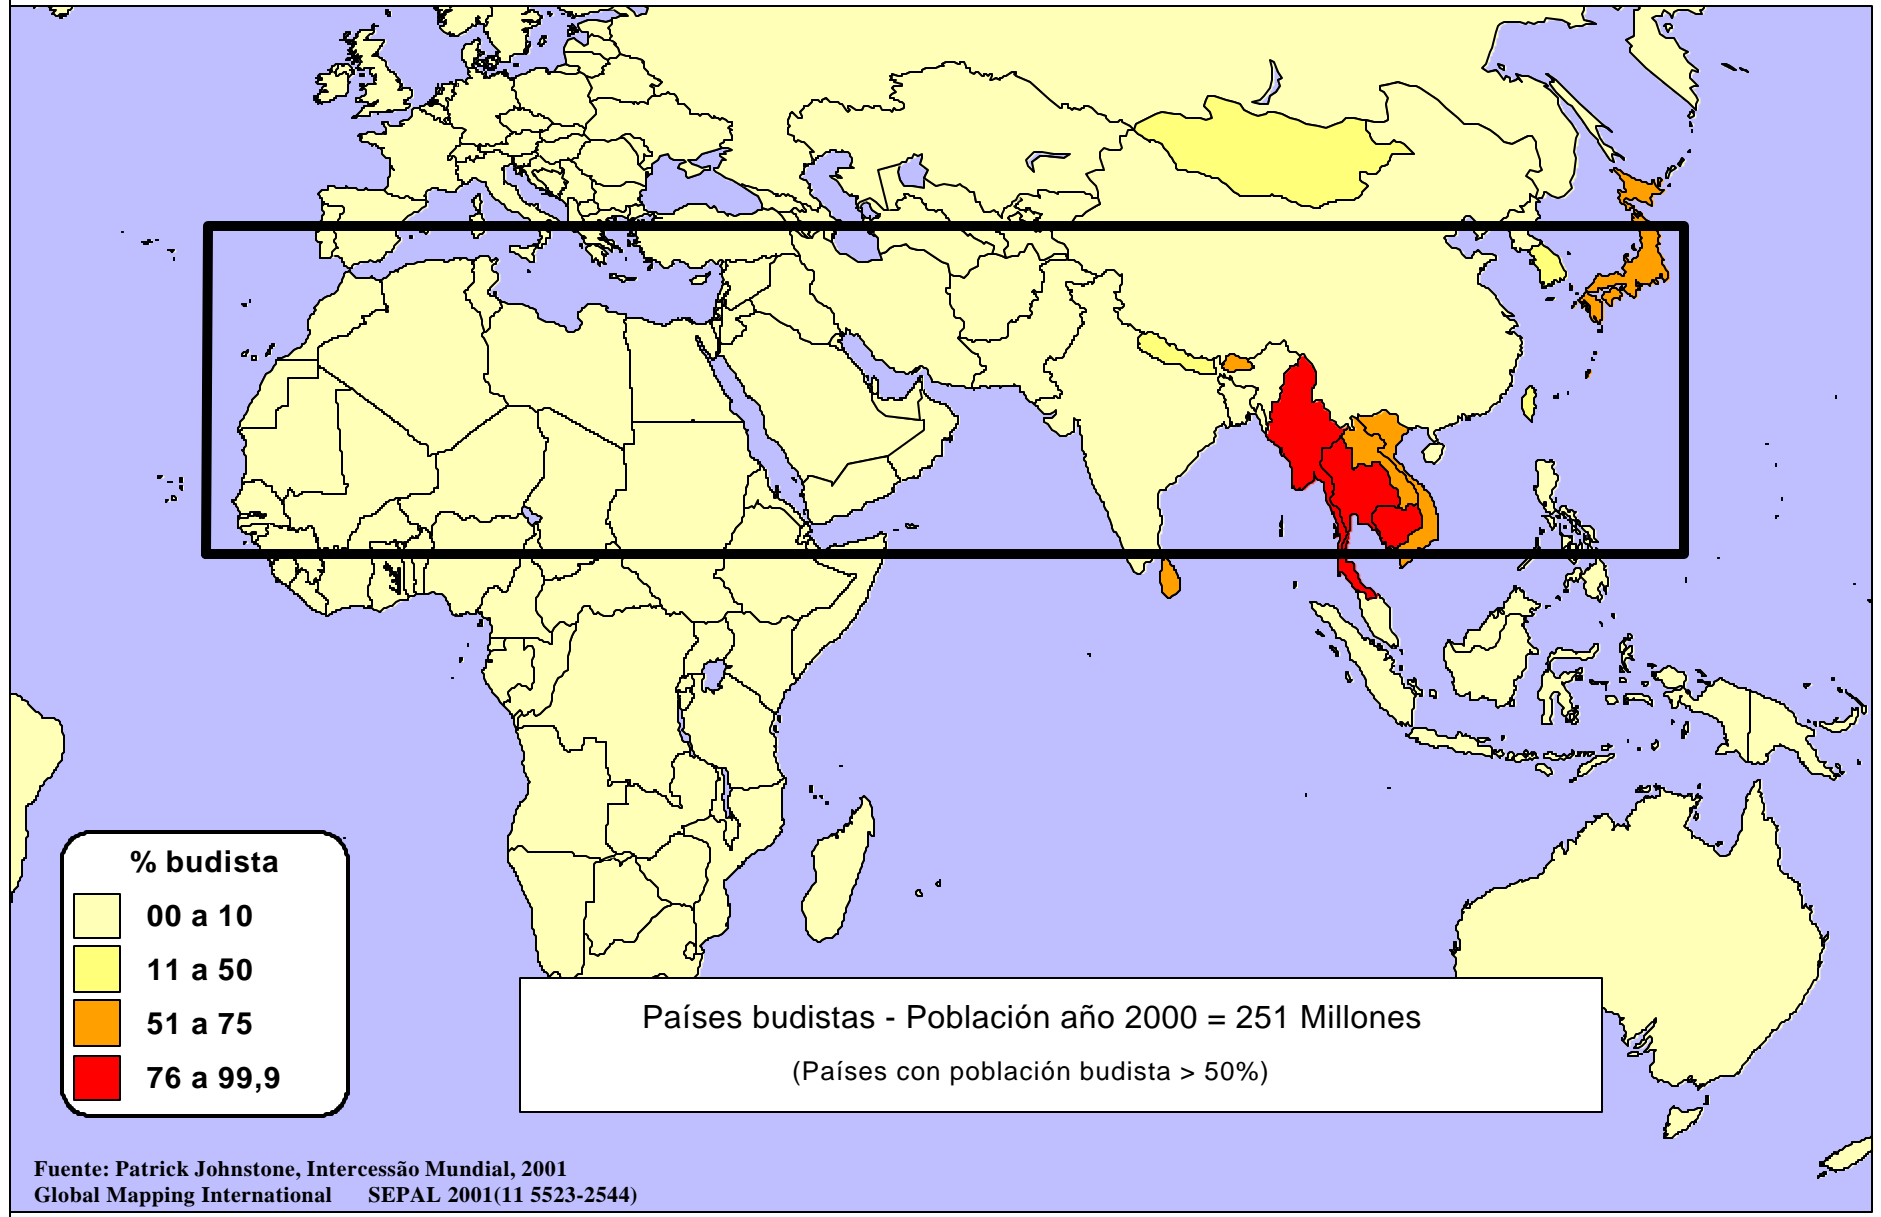 % budista
00 a 10
11 a 50
51 a 75
76 a 99,9
Países budistas - Población año 2000 = 251 Millones
(Países con población budista > 50%)
Fuente: Patrick Johnstone, Intercessão Mundial, 2001
Global Mapping International SEPAL 2001(11 5523-2544)